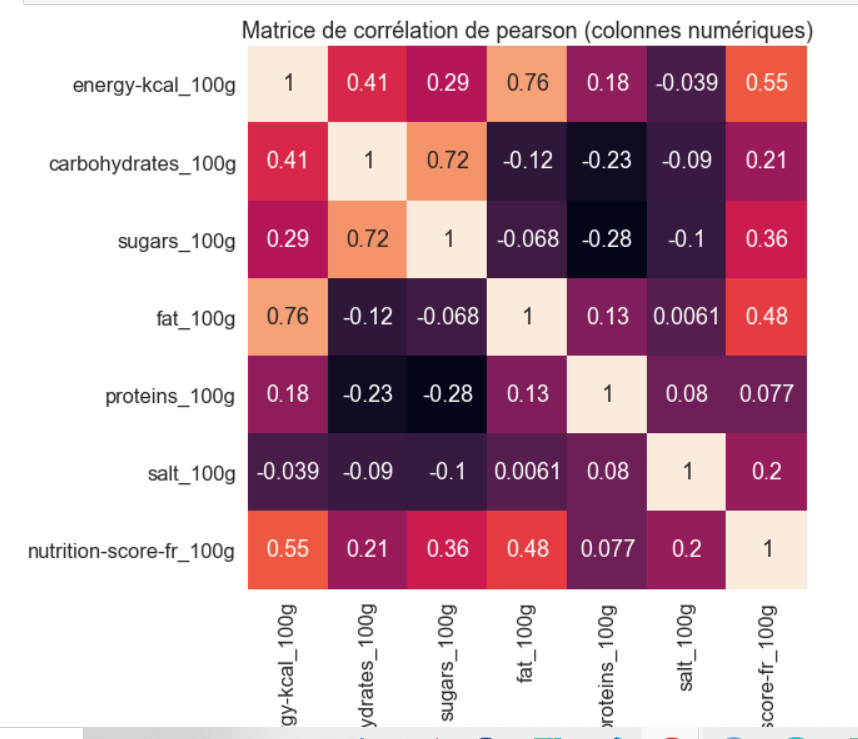 Matrice de corrélation de pearson (colonnes numériques)
energy-kcal_100g 1 0.41 0.29 0.76 0.18 -0.039 0.55
carbohydrates_100g 0.41 1 0.72 -0.12 -0.23 -0.09 0.21
sugars_100g 0.29 0.72 1 -0.068 -0.28 -0.1 0.36
fat_100g 0.76 -0.12 -0.068 1 0.13 0.0061 0.48
proteins_100g 0.18 -0.23 -0.28 0.13 1 0.08 0.077
salt_100g -0.039 -0.09 -0.1 0.0061 0.08 1 0.2
nutrition-score-fr_100g 0.55 0.21 0.36 0.48 0.077 0.2 1
gy-kcal_100g
ydrates_100g
sugars_100g
fat_100g
proteins_100g
salt_100g
score-fr_100g